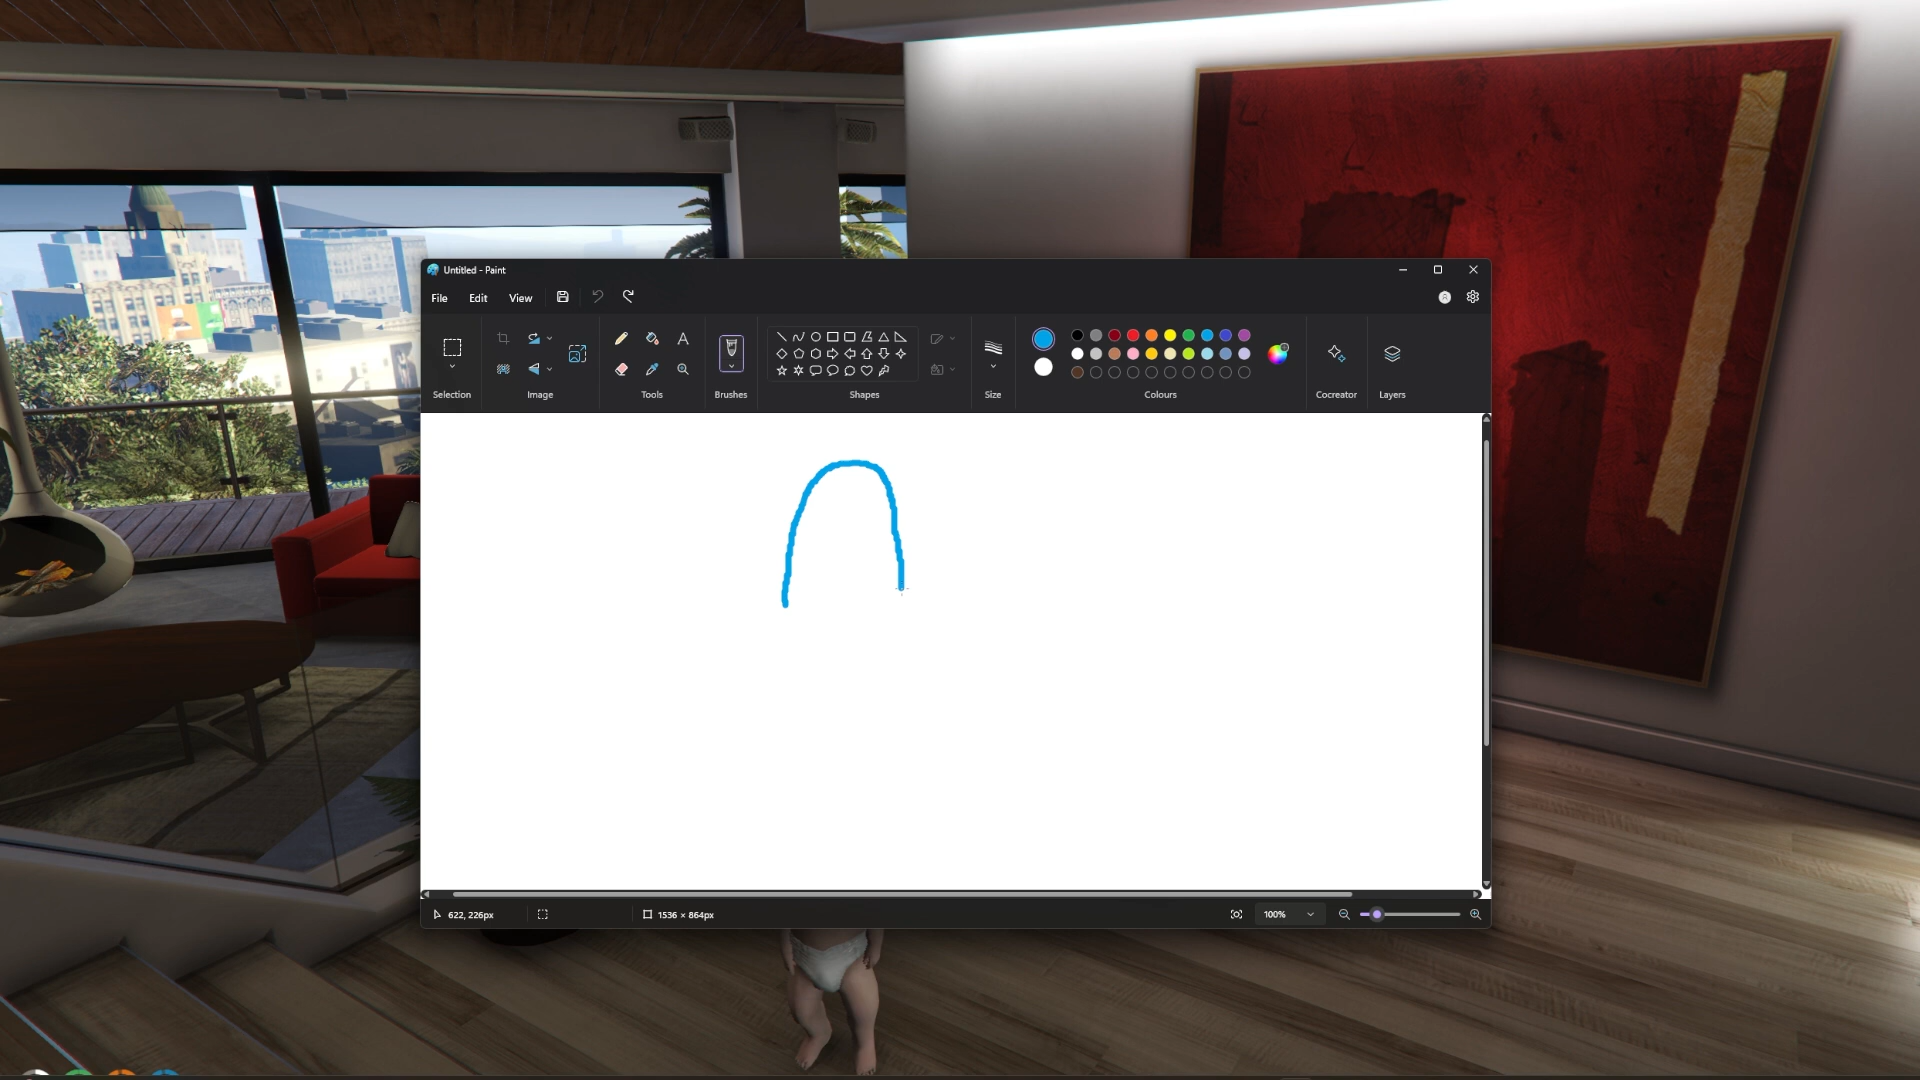 Untitled - Paint
File Edit View
Selection Image Tools Brushes Shapes Size Colours Cocreator Layers
622, 226px 1536 × 864px 100%